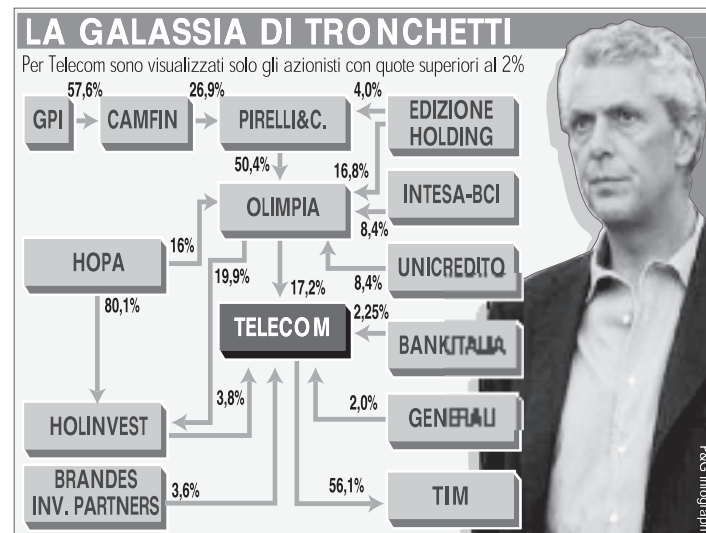 LA GALASSIA DI TRONCHETTI
Per Telecom sono visualizzati solo gli azionisti con quote superiori al 2%
57,6%
26,9%
4,0%
GPI
CAMFIN
PIRELLI&C.
EDIZIONE
HOLDING
50,4%
16,8%
OLIMPIA
INTESA-BCI
8,4%
HOPA
16%
19,9%
17,2%
UNICREDITO
8,4%
80,1%
TELECOM
2,25%
BANKITALIA
3,8%
2,0%
HOLINVEST
GENERALI
BRANDES
INV. PARTNERS
3,6%
56,1%
TIM